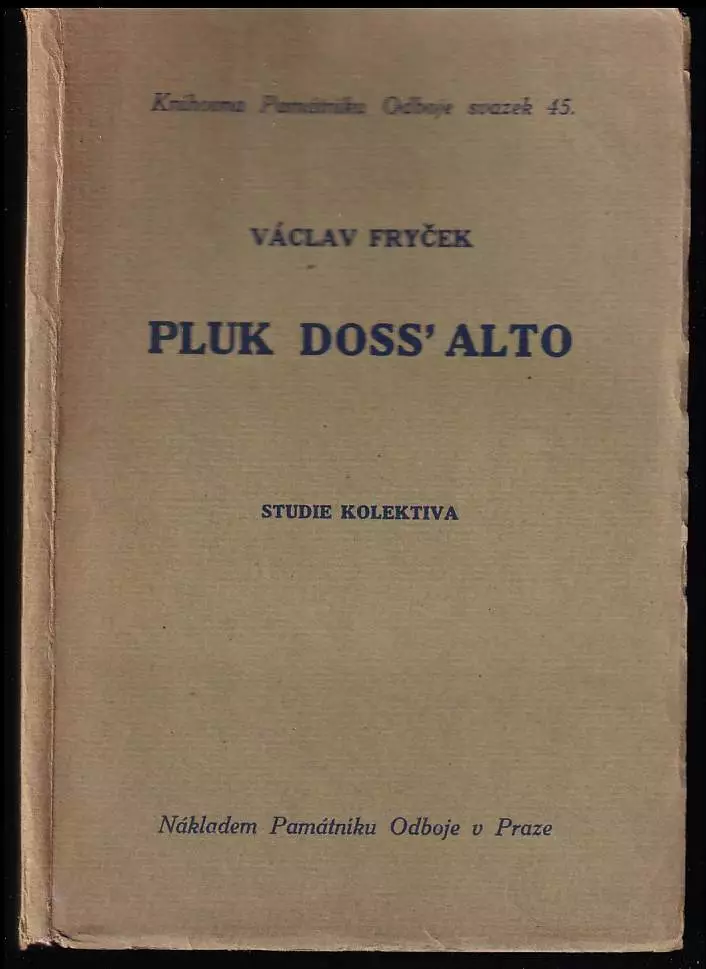 Knihovna Památníku Odboje svazek 45.
VÁCLAV FRYČEK
PLUK DOSS' ALTO
STUDIE KOLEKTIVA
Nákladem Památníku Odboje v Praze